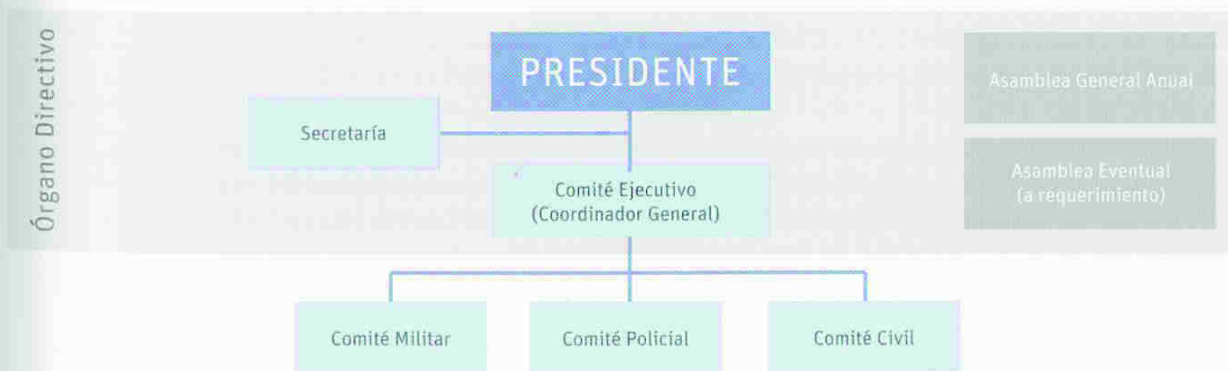 Órgano Directivo
PRESIDENTE
Secretaría
Comité Ejecutivo
(Coordinador General)
Asamblea General Anual
Asamblea Eventual
(a requerimiento)
Comité Militar
Comité Policial
Comité Civil